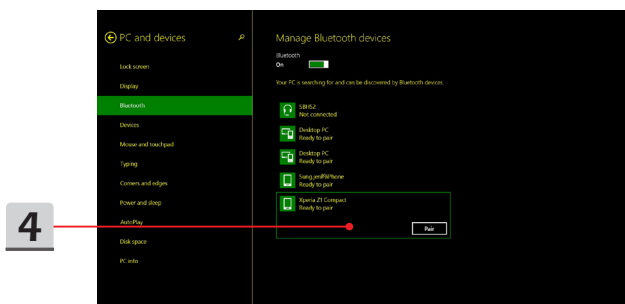 PC and devices
Lock screen
Display
Bluetooth
Devices
Mouse and touchpad
Typing
Corners and edges
Power and sleep
AutoPlay
Disk space
PC info
Manage Bluetooth devices
Bluetooth
On
Your PC is searching for and can be discovered by Bluetooth devices.
SBH52
Not connected
Desktop PC
Ready to pair
Desktop PC
Ready to pair
Ready to pair
Xperia Z1 Compact
Ready to pair
Pair
4